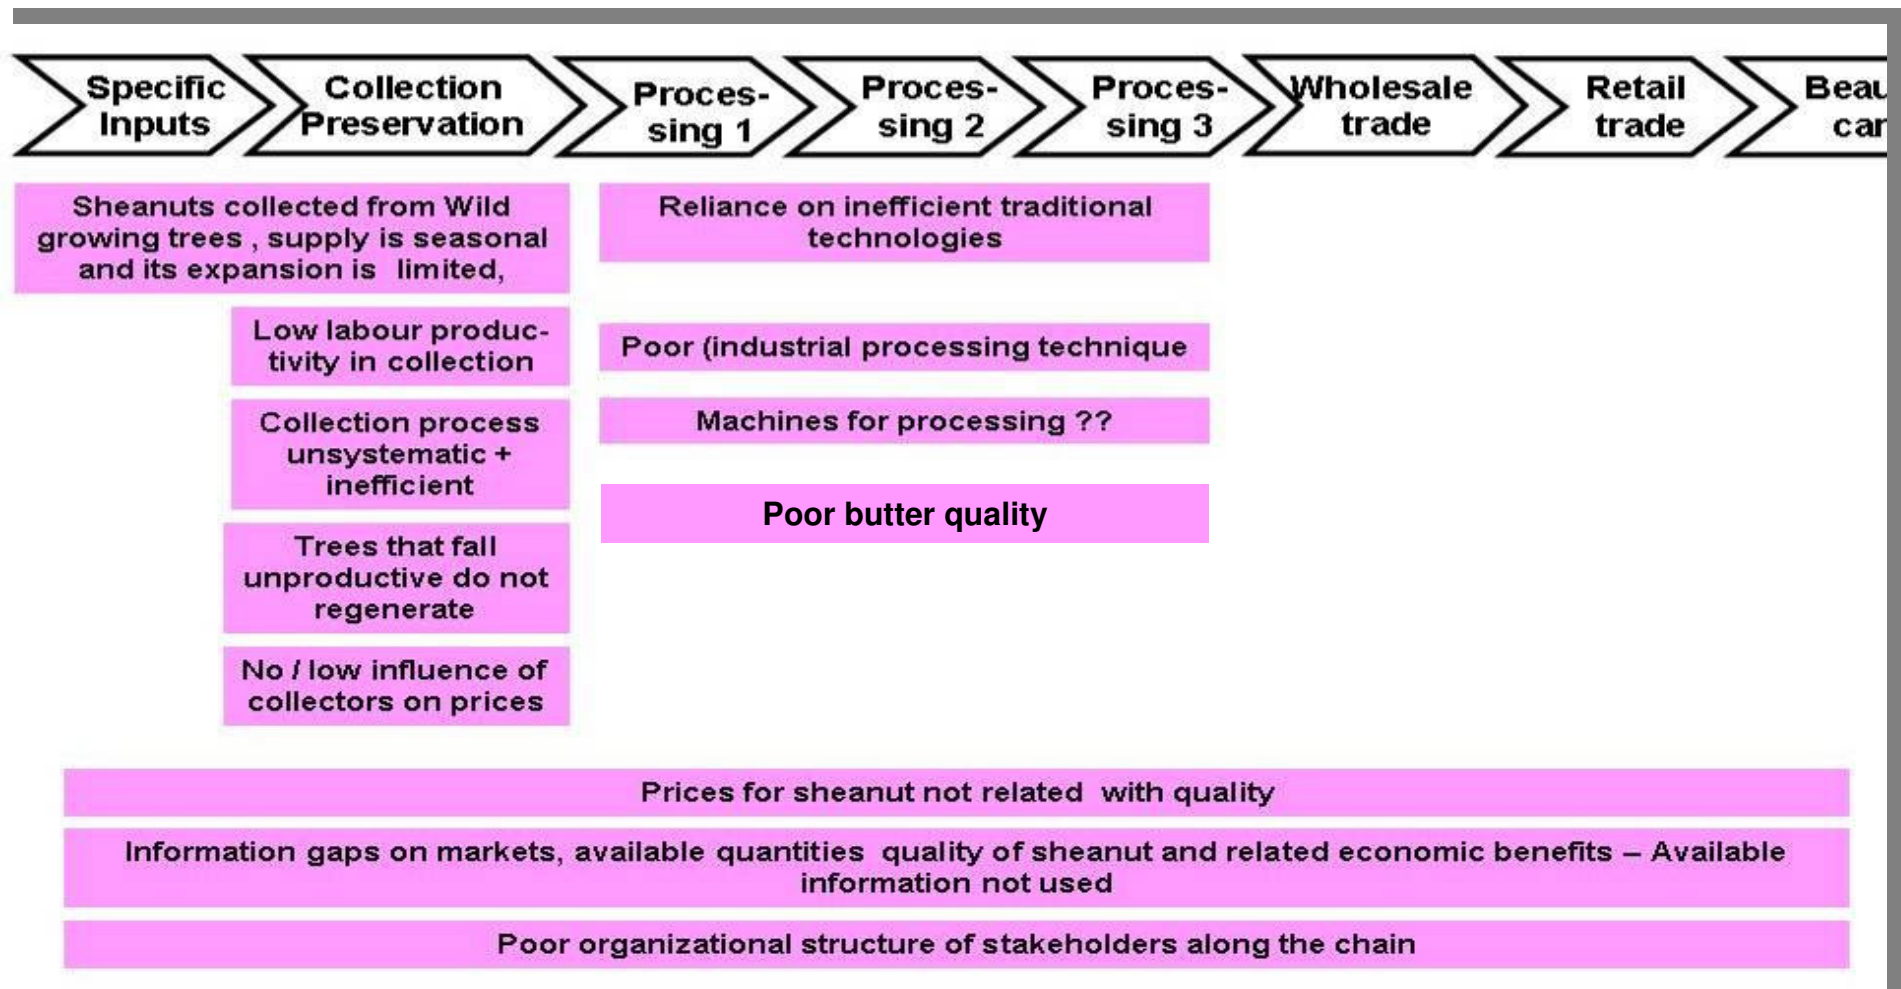 Specific
Inputs
Collection
Preservation
Proces-
sing 1
Proces-
sing 2
Proces-
sing 3
Wholesale
trade
Retail
trade
Sheanuts collected from Wild
growing trees , supply is seasonal
and its expansion is limited,
Low labour produc-
tivity in collection
Collection process
unsystematic +
inefficient
Trees that fall
unproductive do not
regenerate
No / low influence of
collectors on prices
Reliance on inefficient traditional
technologies
Poor (industrial processing technique
Machines for processing ??
Poor butter quality
Prices for sheanut not related with quality
Information gaps on markets, available quantities quality of sheanut and related economic benefits – Available
information not used
Poor organizational structure of stakeholders along the chain